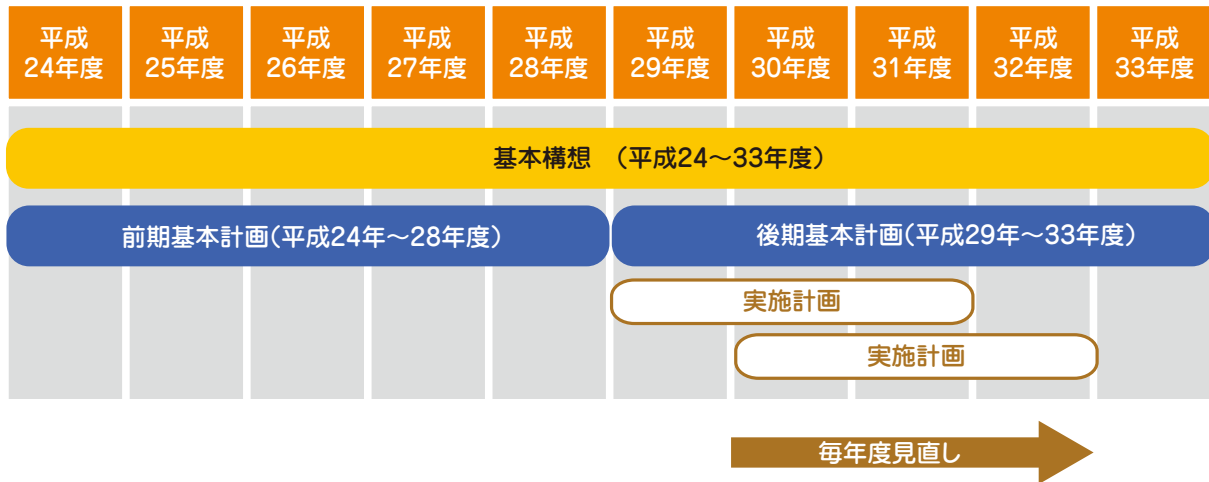 平成
24年度
平成
25年度
平成
26年度
平成
27年度
平成
28年度
平成
29年度
平成
30年度
平成
31年度
平成
32年度
平成
33年度
基本構想　（平成24～33年度）
前期基本計画（平成24年～28年度）
後期基本計画（平成29年～33年度）
実施計画
実施計画
毎年度見直し